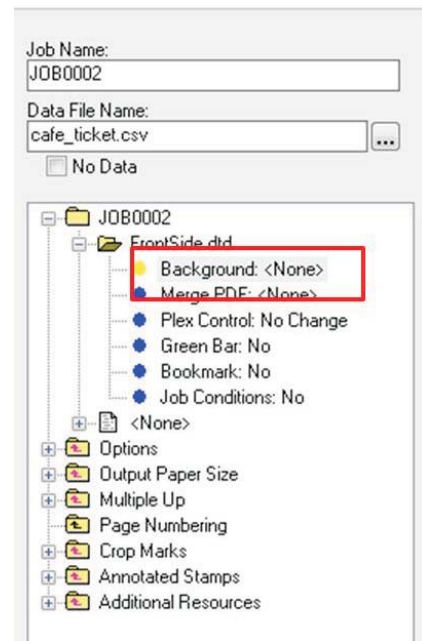 Job Name:
JOB0002
Data File Name:
cafe_ticket.csv
...
No Data
JOB0002
FrontSide.dtd
Background: <None>
Merge PDF: <None>
Plex Control: No Change
Green Bar: No
Bookmark: No
Job Conditions: No
<None>
Options
Output Paper Size
Multiple Up
Page Numbering
Crop Marks
Annotated Stamps
Additional Resources